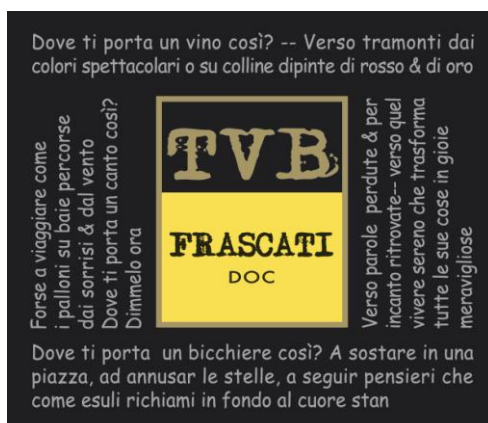 Dove ti porta un vino così? -- Verso tramonti dai
colori spettacolari o su colline dipinte di rosso & di oro
Forse a viaggiare come
i palloni su baie percorse
dai sorrisi & dal vento
Dove ti porta un canto così?
Dimmelo ora
TVB
FRASCATI
DOC
Verso parole perdute & per
incanto ritrovate-- verso quel
vivere sereno che trasforma
tutte le sue cose in gioie
meravigliose
Dove ti porta un bicchiere così? A sostare in una
piazza, ad annusar le stelle, a seguir pensieri che
come esuli richiami in fondo al cuore stan